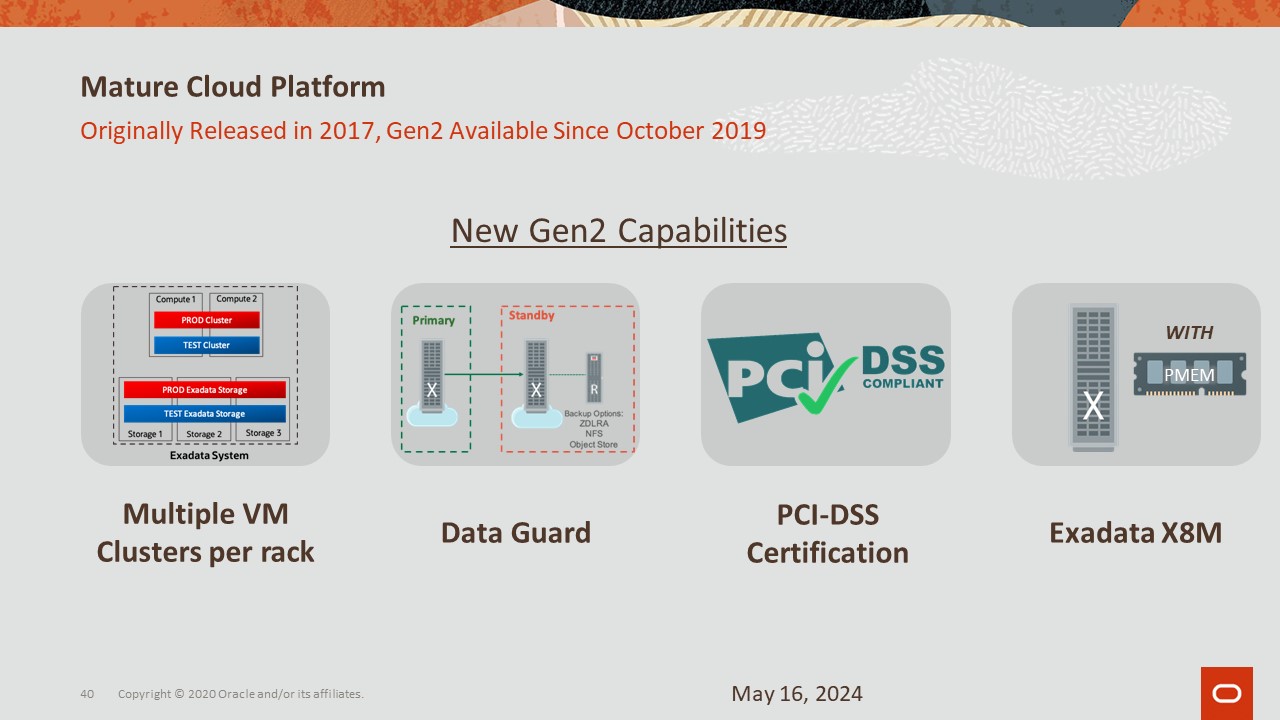 Mature Cloud Platform
Originally Released in 2017, Gen2 Available Since October 2019
New Gen2 Capabilities
Compute 1 Compute 2
PROD Cluster
TEST Cluster
PROD Exadata Storage
TEST Exadata Storage
Storage 1 Storage 2 Storage 3
Exadata System
Multiple VM
Clusters per rack
Primary Standby
X X R
Backup Options:
ZDLRA
NFS
Object Store
Data Guard
PCi DSS
COMPLIANT
PCI-DSS
Certification
WITH
PMEM
X
Exadata X8M
40 Copyright © 2020 Oracle and/or its affiliates.
May 16, 2024